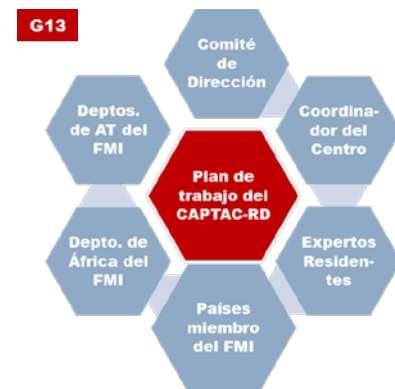 G13
Comité
de
Dirección
Coordina-
dor del
Centro
Expertos
Residen-
tes
Países
miembro
del FMI
Depto. de
África del
FMI
Deptos.
de AT del
FMI
Plan de
trabajo del
CAPTAC-RD